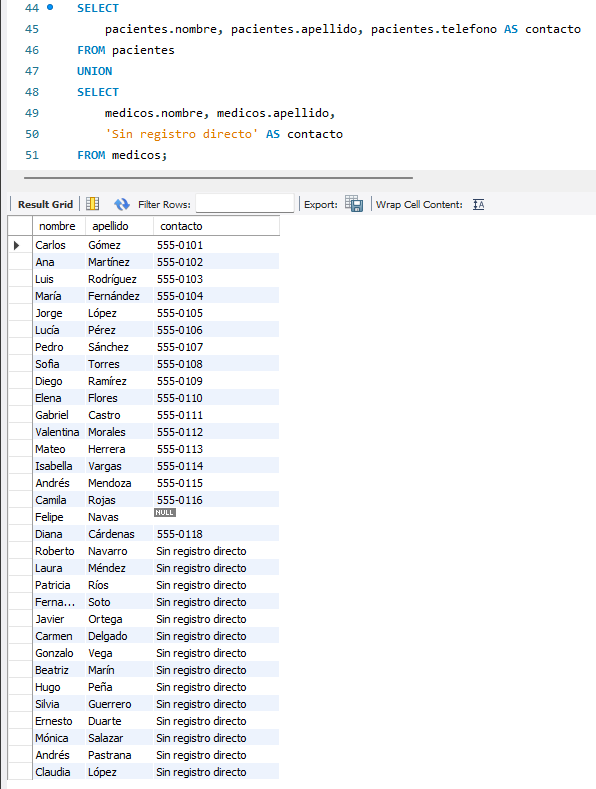 44 SELECT
45 pacientes.nombre, pacientes.apellido, pacientes.telefono AS contacto
46 FROM pacientes
47 UNION
48 SELECT
49 medicos.nombre, medicos.apellido,
50 'Sin registro directo' AS contacto
51 FROM medicos;
Result Grid Filter Rows: Export: Wrap Cell Content:
nombre apellido contacto
Carlos Gómez 555-0101
Ana Martínez 555-0102
Luis Rodríguez 555-0103
María Fernández 555-0104
Jorge López 555-0105
Lucía Pérez 555-0106
Pedro Sánchez 555-0107
Sofia Torres 555-0108
Diego Ramírez 555-0109
Elena Flores 555-0110
Gabriel Castro 555-0111
Valentina Morales 555-0112
Mateo Herrera 555-0113
Isabella Vargas 555-0114
Andrés Mendoza 555-0115
Camila Rojas 555-0116
Felipe Navas NULL
Diana Cárdenas 555-0118
Roberto Navarro Sin registro directo
Laura Méndez Sin registro directo
Patricia Ríos Sin registro directo
Ferna... Soto Sin registro directo
Javier Ortega Sin registro directo
Carmen Delgado Sin registro directo
Gonzalo Vega Sin registro directo
Beatriz Marín Sin registro directo
Hugo Peña Sin registro directo
Silvia Guerrero Sin registro directo
Ernesto Duarte Sin registro directo
Mónica Salazar Sin registro directo
Andrés Pastrana Sin registro directo
Claudia López Sin registro directo